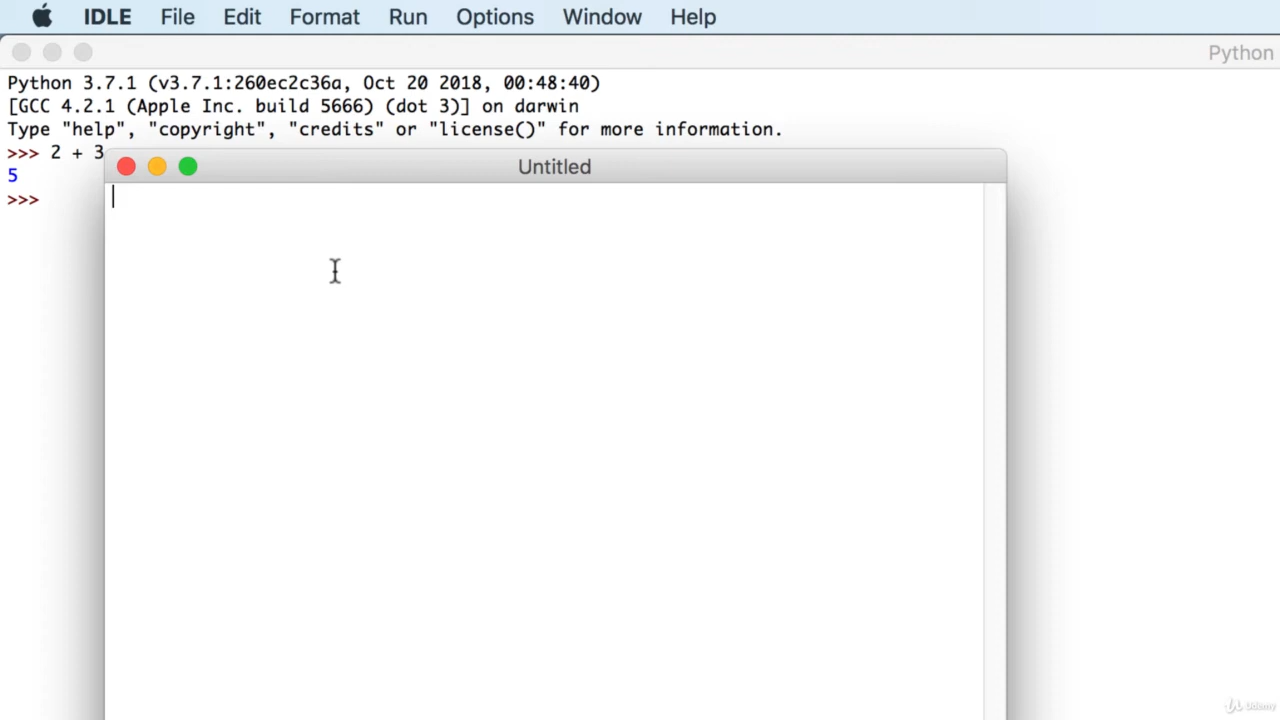 IDLE File Edit Format Run Options Window Help
Python
Python 3.7.1 (v3.7.1:260ec2c36a, Oct 20 2018, 00:48:40)
[GCC 4.2.1 (Apple Inc. build 5666) (dot 3)] on darwin
Type "help", "copyright", "credits" or "license()" for more information.
>>> 2 + 3
Untitled
5
>>>
Udemy